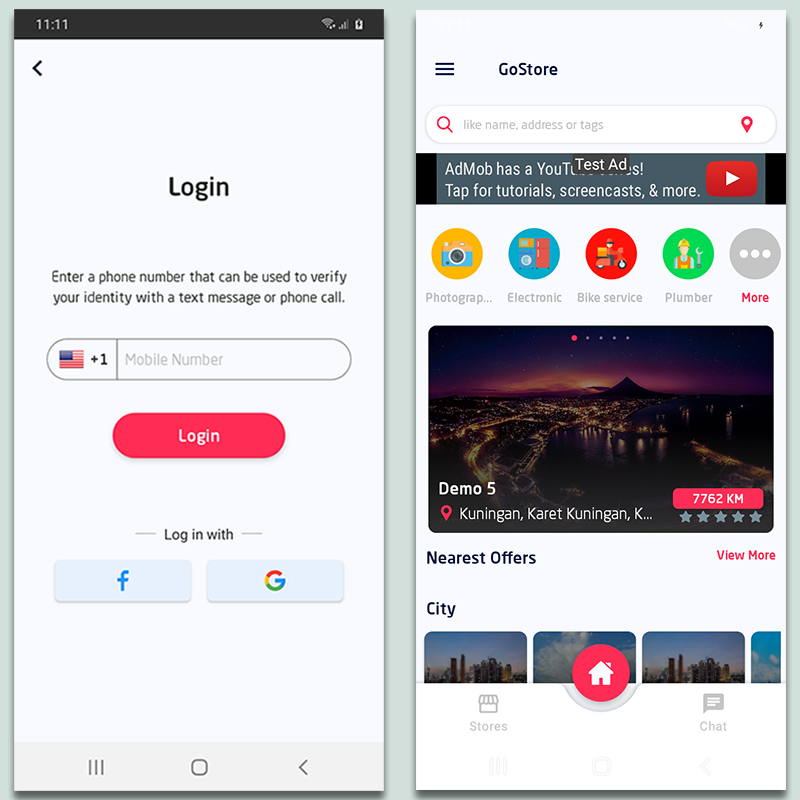 11:11
Login
Enter a phone number that can be used to verify
your identity with a text message or phone call.
+1
Mobile Number
Login
Log in with
GoStore
like name, address or tags
Test Ad
AdMob has a YouTube series!
Tap for tutorials, screencasts, & more.
Photograp...
Electronic
Bike service
Plumber
More
Demo 5
7762 KM
Kuningan, Karet Kuningan, K...
Nearest Offers
View More
City
Stores
Chat